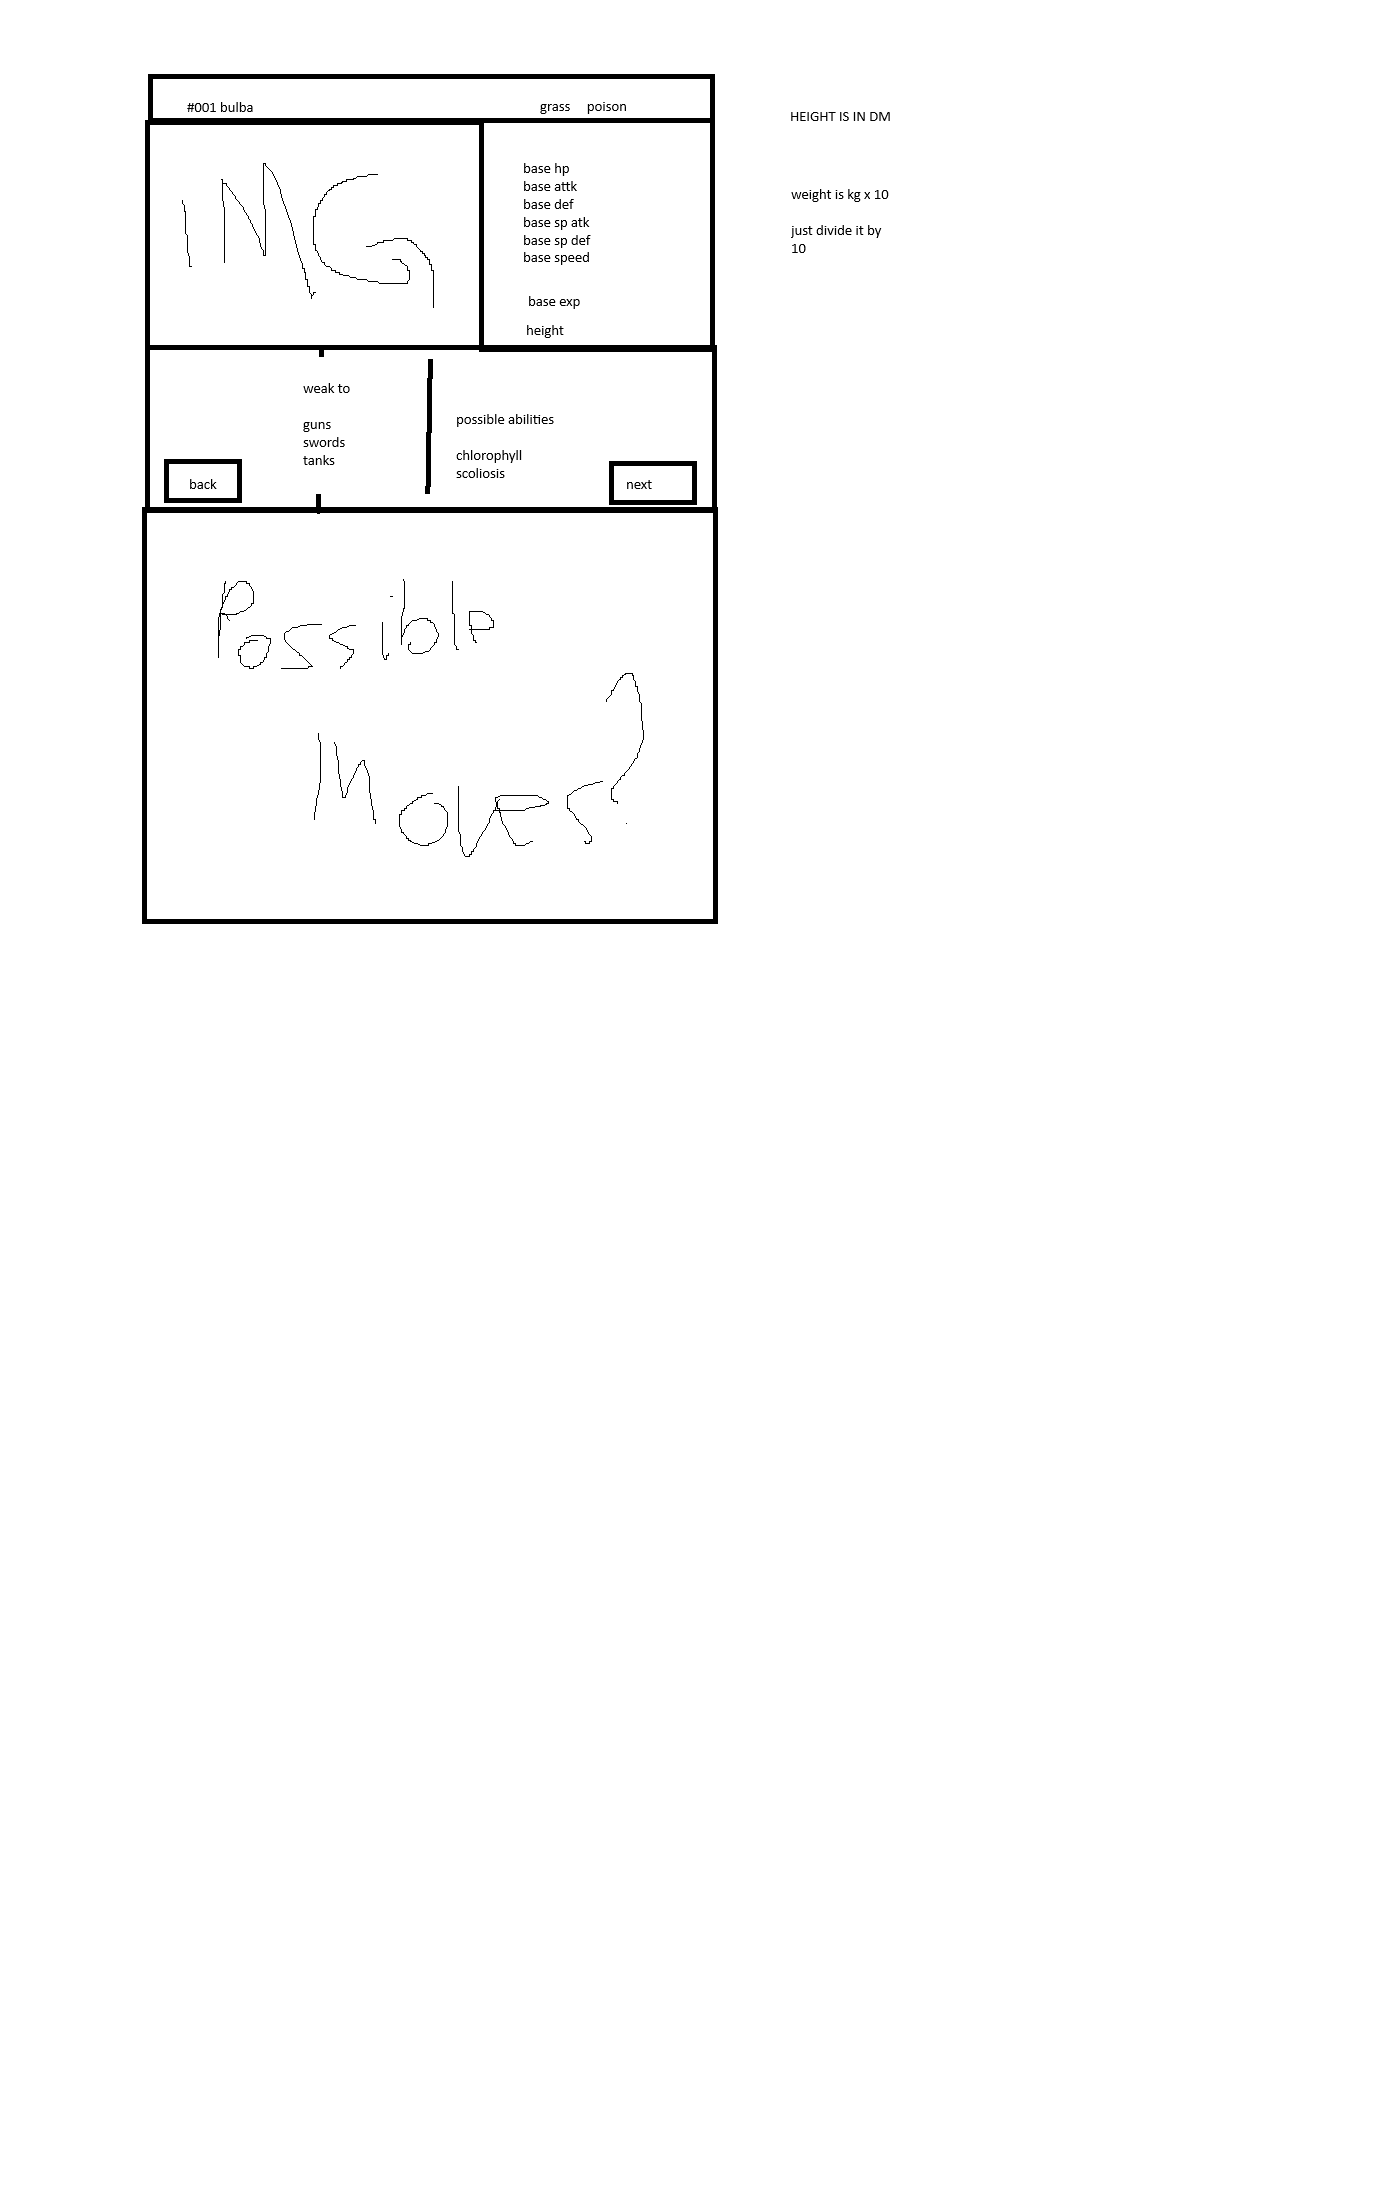 #001 bulba
grass poison
HEIGHT IS IN DM
IMG
base hp
base attk
base def
base sp atk
base sp def
base speed
base exp
height
weight is kg x 10
just divide it by
10
weak to
guns
swords
tanks
possible abilities
chlorophyll
scoliosis
back
next
Possible
Moves?